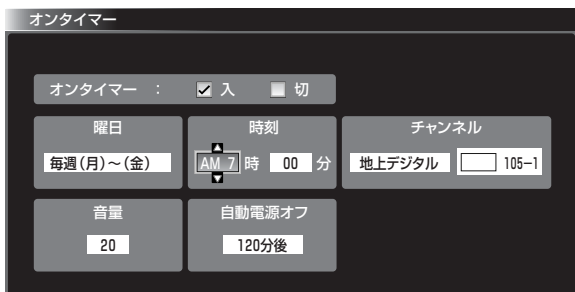 オンタイマー
オンタイマー : 入 切
曜日
毎週(月)~(金)
時刻
AM 7 時 00 分
チャンネル
地上デジタル 105-1
音量
20
自動電源オフ
120分後